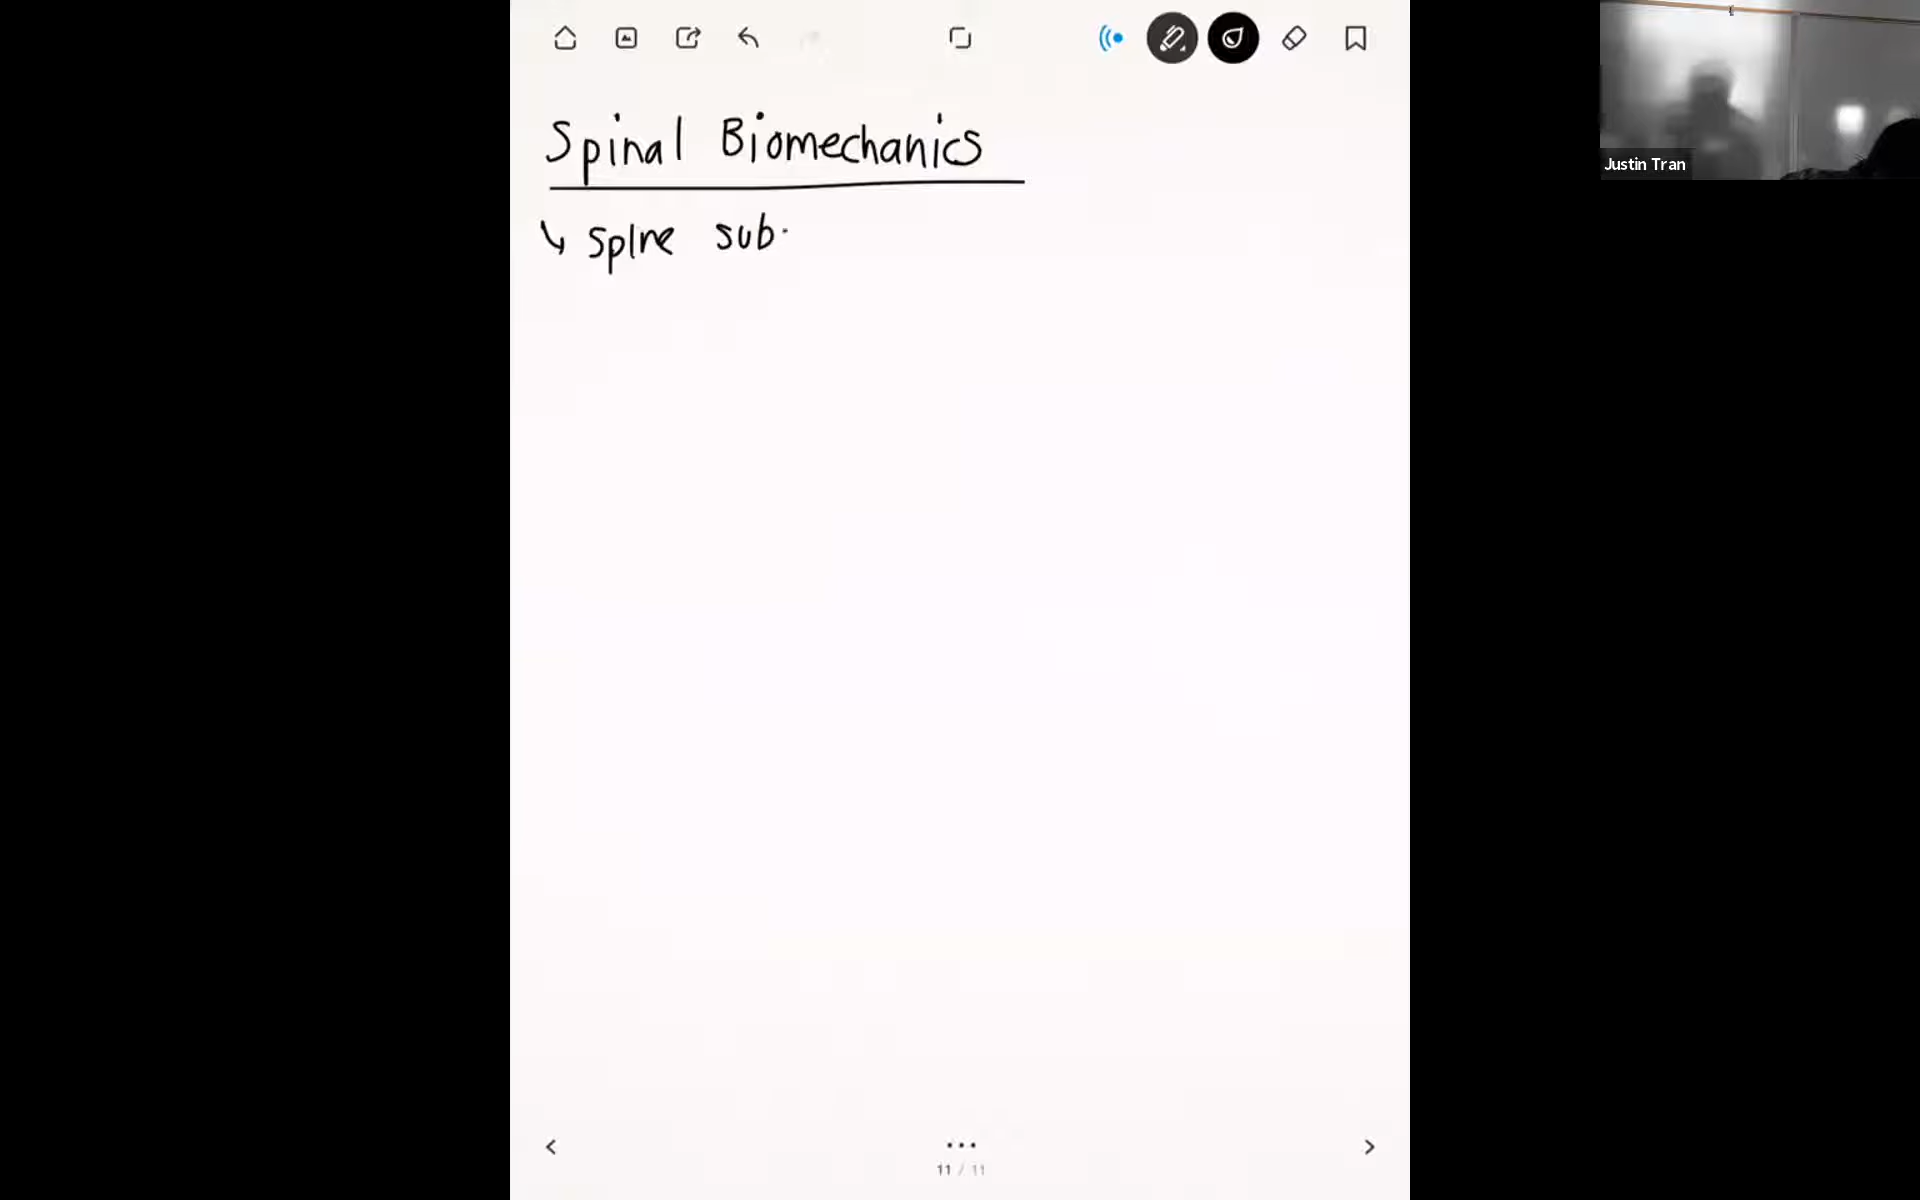 Spinal Biomechanics
↳ spine sub-
Justin Tran
11 / 11